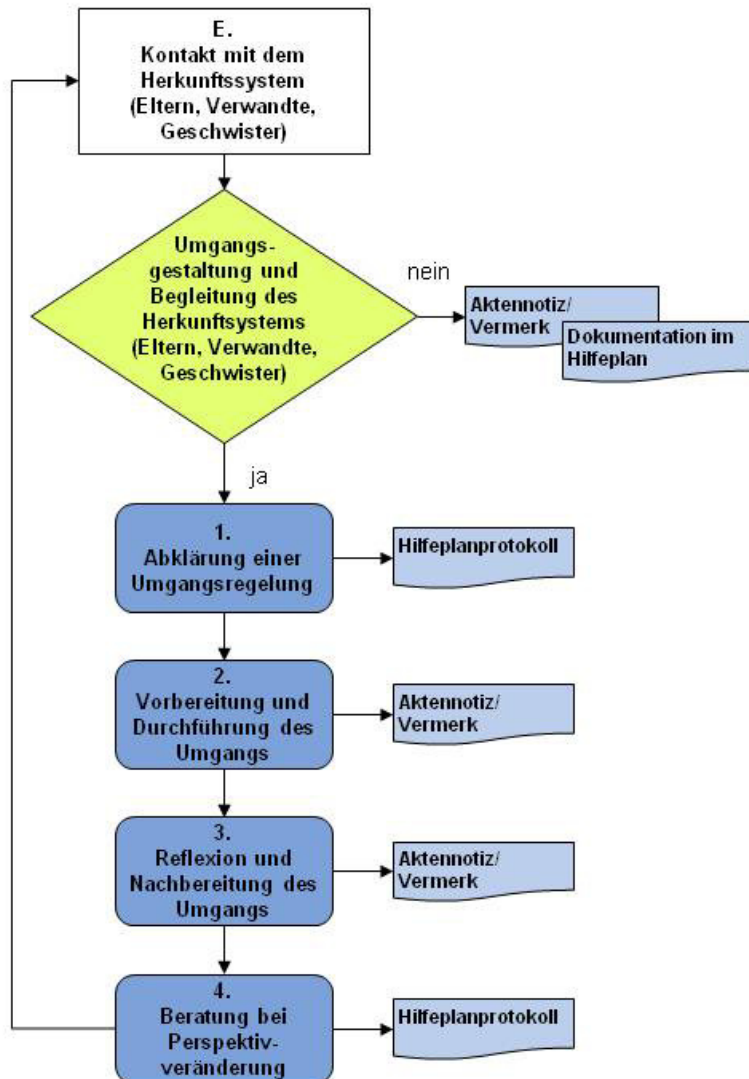 E.
Kontakt mit dem
Herkunftssystem
(Eltern, Verwandte,
Geschwister)
Umgangs-
gestaltung und
Begleitung des
Herkunftsystems
(Eltern, Verwandte,
Geschwister)
nein
Aktennotiz/
Vermerk
Dokumentation im
Hilfeplan
ja
1.
Abklärung einer
Umgangsregelung
Hilfeplanprotokoll
2.
Vorbereitung und
Durchführung des
Umgangs
Aktennotiz/
Vermerk
3.
Reflexion und
Nachbereitung des
Umgangs
Aktennotiz/
Vermerk
4.
Beratung bei
Perspektiv-
veränderung
Hilfeplanprotokoll